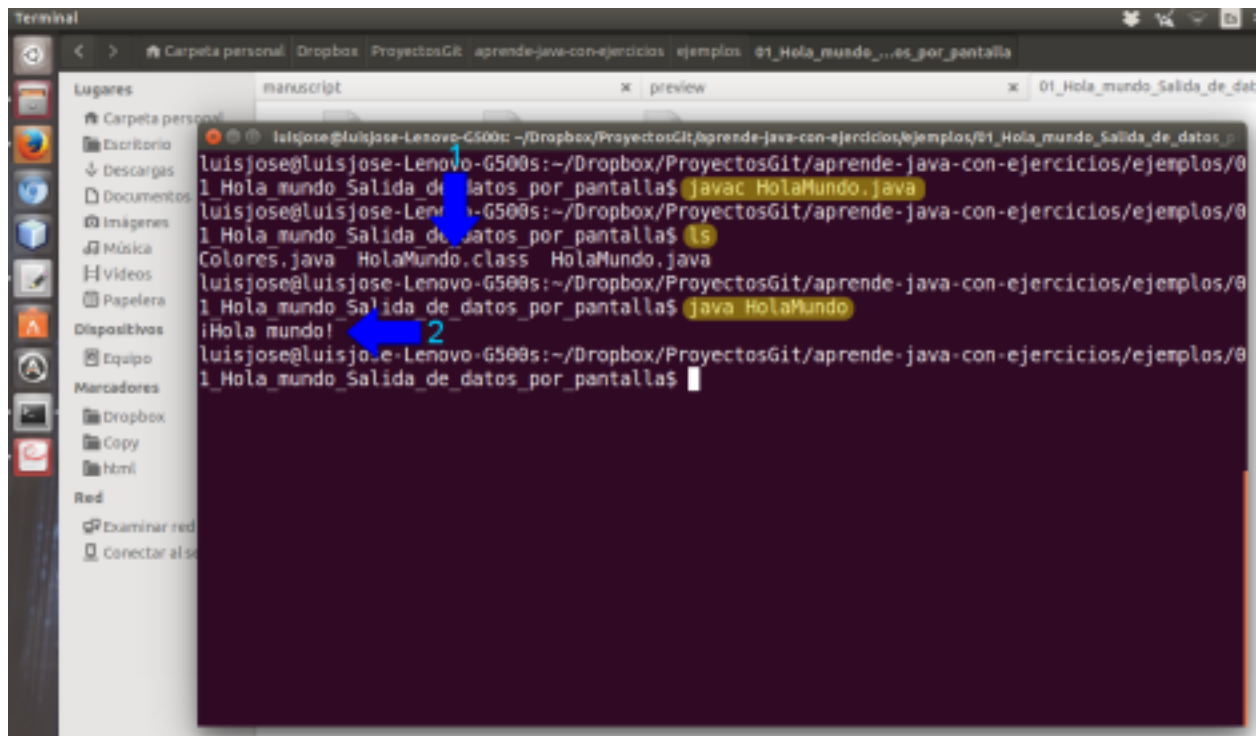 Terminal
Es
Carpeta personal Dropbox ProyectosGit aprende-java-con-ejercicios ejemplos 01_Hola_mundo_...os_por_pantalla
Lugares
Carpeta personal
Escritorio
Descargas
Documentos
Imágenes
Música
Vídeos
Papelera
Dispositivos
Equipo
Marcadores
Dropbox
Copy
html
Red
Examinar red
Conectar al se
manuscript
preview
01_Hola_mundo_Salida_de_dat
luisjose@luisjose-Lenovo-G500s: ~/Dropbox/ProyectosGit/aprende-java-con-ejercicios/ejemplos/01_Hola_mundo_Salida_de_datos_p
1
luisjose@luisjose-Lenovo-G500s:~/Dropbox/ProyectosGit/aprende-java-con-ejercicios/ejemplos/0
1_Hola_mundo_Salida_de_datos_por_pantalla$ javac HolaMundo.java
luisjose@luisjose-Lenovo-G500s:~/Dropbox/ProyectosGit/aprende-java-con-ejercicios/ejemplos/0
1_Hola_mundo_Salida_de_datos_por_pantalla$ ls
Colores.java HolaMundo.class HolaMundo.java
luisjose@luisjose-Lenovo-G500s:~/Dropbox/ProyectosGit/aprende-java-con-ejercicios/ejemplos/0
1_Hola_mundo_Salida_de_datos_por_pantalla$ java HolaMundo
¡Hola mundo!
2
luisjose@luisjose-Lenovo-G500s:~/Dropbox/ProyectosGit/aprende-java-con-ejercicios/ejemplos/0
1_Hola_mundo_Salida_de_datos_por_pantalla$